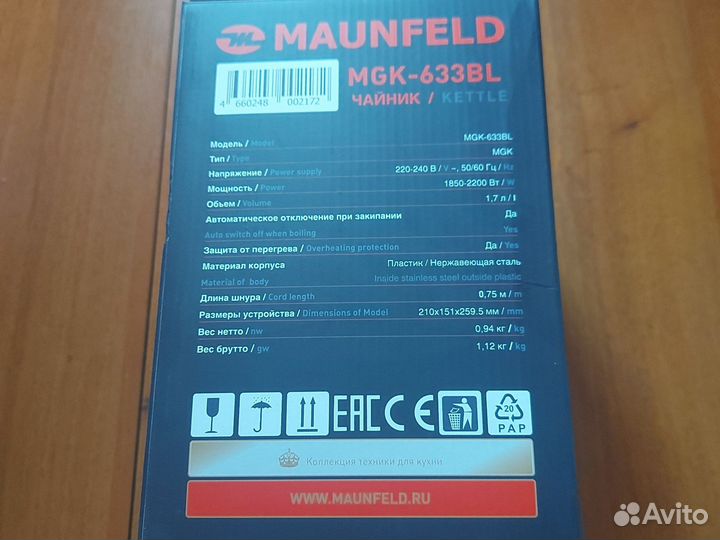 MAUNFELD
MGK-633BL
4 660248 002172
ЧАЙНИК / KETTLE
Модель / Model MGK-633BL
Тип / Type MGK
Напряжение / Power supply 220-240 В / V ~, 50/60 Гц / Hz
Мощность / Power 1850-2200 Вт / W
Объем / Volume 1,7 л / l
Автоматическое отключение при закипании Да
Auto switch off when boiling Yes
Защита от перегрева / Overheating protection Да / Yes
Материал корпуса Пластик / Нержавеющая сталь
Material of body Inside stainless steel outside plastic
Длина шнура / Cord length 0,75 м / m
Размеры устройства / Dimensions of Model 210x151x259.5 мм / mm
Вес нетто / nw 0,94 кг / kg
Вес брутто / gw 1,12 кг / kg
EAC CE 20
PAP
Коллекция техники для кухни
WWW.MAUNFELD.RU
Avito